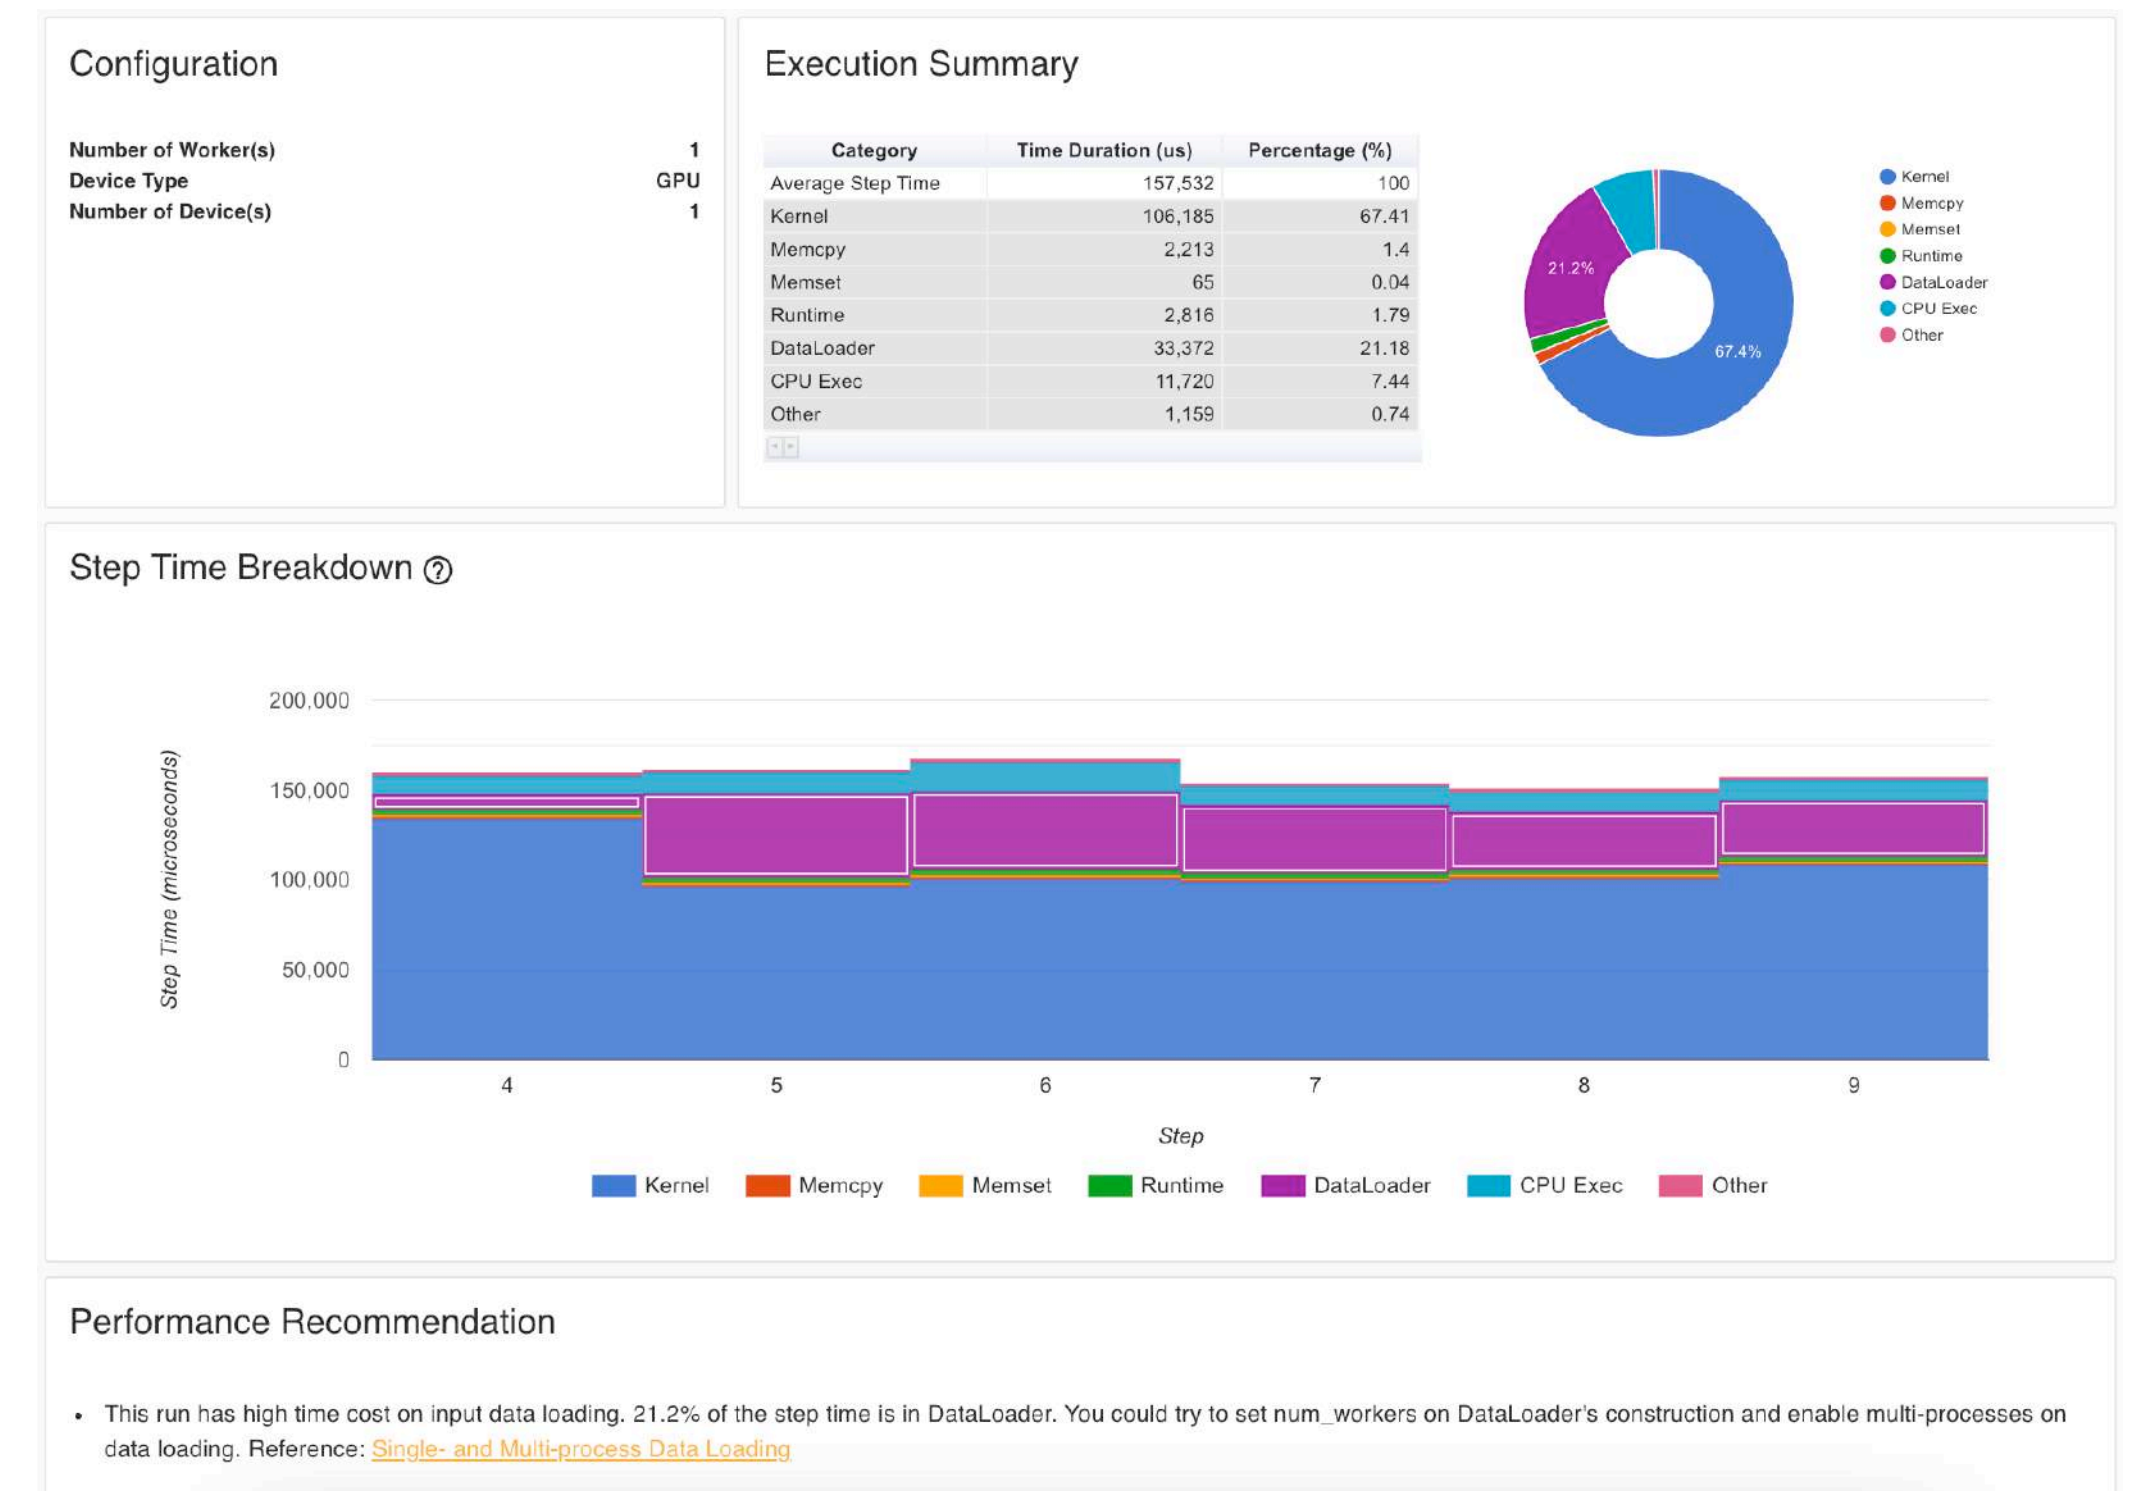 Configuration
Number of Worker(s) 1
Device Type GPU
Number of Device(s) 1
Execution Summary
Category Time Duration (us) Percentage (%)
Average Step Time 157,532 100
Kernel 106,185 67.41
Memcpy 2,213 1.4
Memset 65 0.04
Runtime 2,816 1.79
DataLoader 33,372 21.18
CPU Exec 11,720 7.44
Other 1,159 0.74
21.2%
67.4%
Kernel
Memcpy
Memset
Runtime
DataLoader
CPU Exec
Other
Step Time Breakdown ?
Step Time (microseconds)
200,000
150,000
100,000
50,000
0
4 5 6 7 8 9
Step
Kernel Memcpy Memset Runtime DataLoader CPU Exec Other
Performance Recommendation
• This run has high time cost on input data loading. 21.2% of the step time is in DataLoader. You could try to set num_workers on DataLoader's construction and enable multi-processes on
data loading. Reference: Single- and Multi-process Data Loading